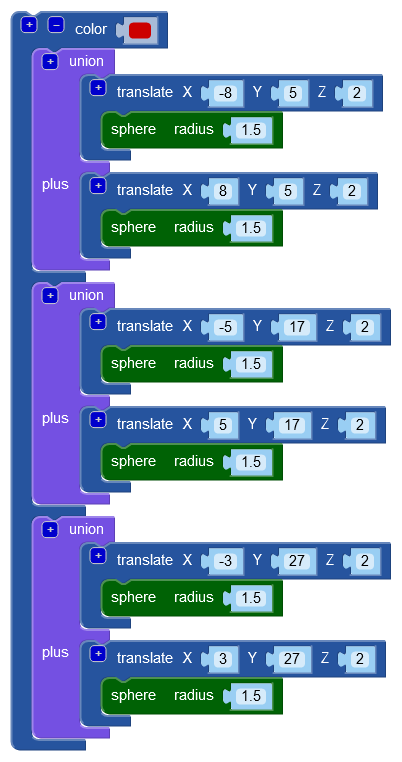 + − color
+ union
+ translate X -8 Y 5 Z 2
sphere radius 1.5
plus
+ translate X 8 Y 5 Z 2
sphere radius 1.5
+ union
+ translate X -5 Y 17 Z 2
sphere radius 1.5
plus
+ translate X 5 Y 17 Z 2
sphere radius 1.5
+ union
+ translate X -3 Y 27 Z 2
sphere radius 1.5
plus
+ translate X 3 Y 27 Z 2
sphere radius 1.5